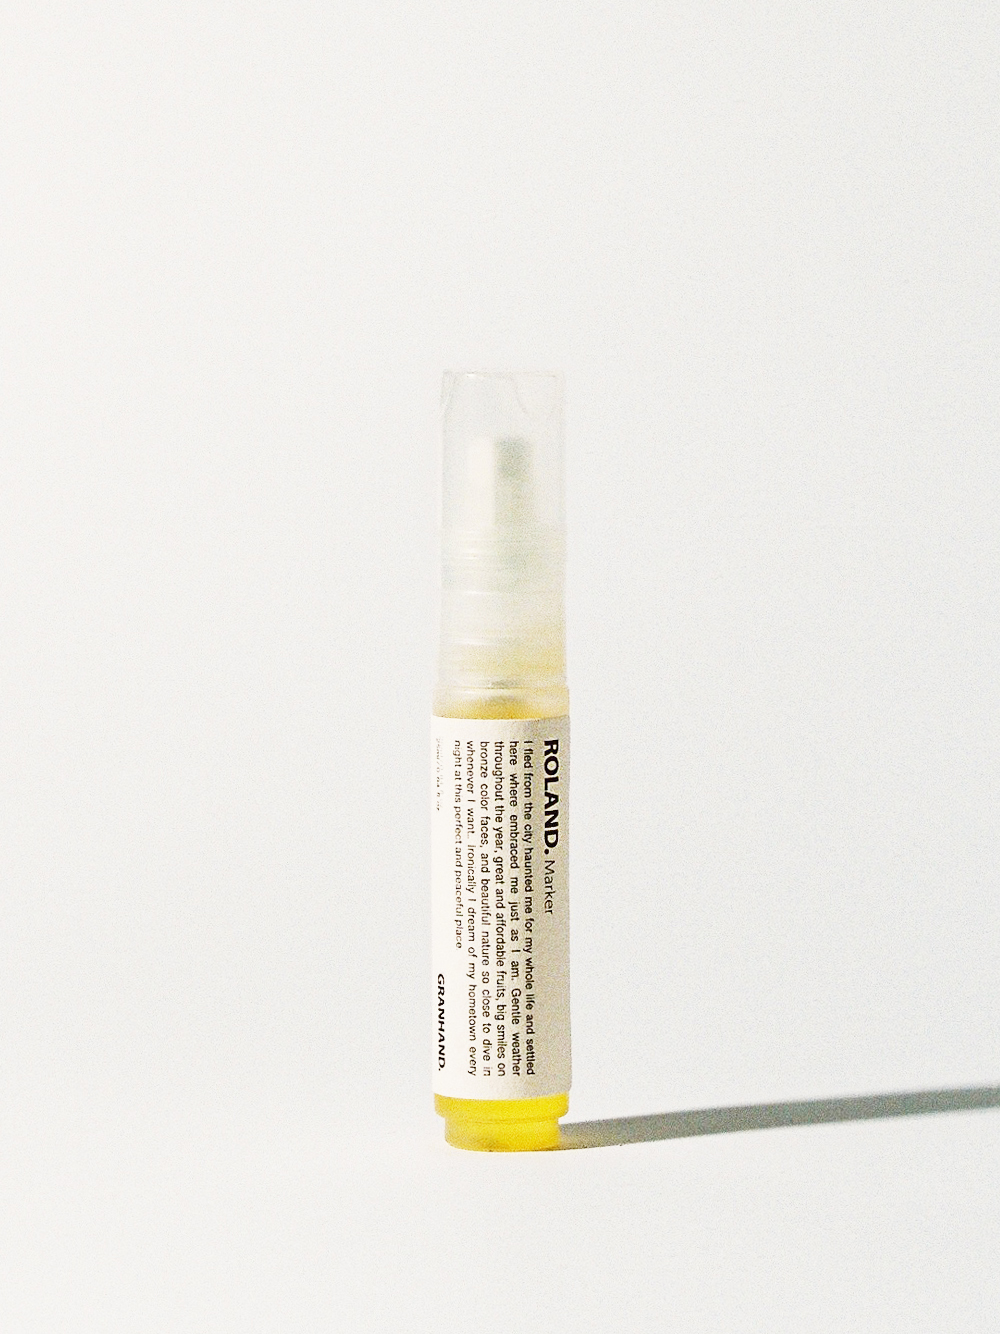 ROLAND. Marker
I fled from the city haunted me for my whole life and settled
here where embraced me just as I am. Gentle weather
throughout the year, great and affordable fruits, big smiles on
bronze color faces, and beautiful nature so close to dive in
whenever I want. Ironically I dream of my hometown every
night at this perfect and peaceful place
GRANHAND.